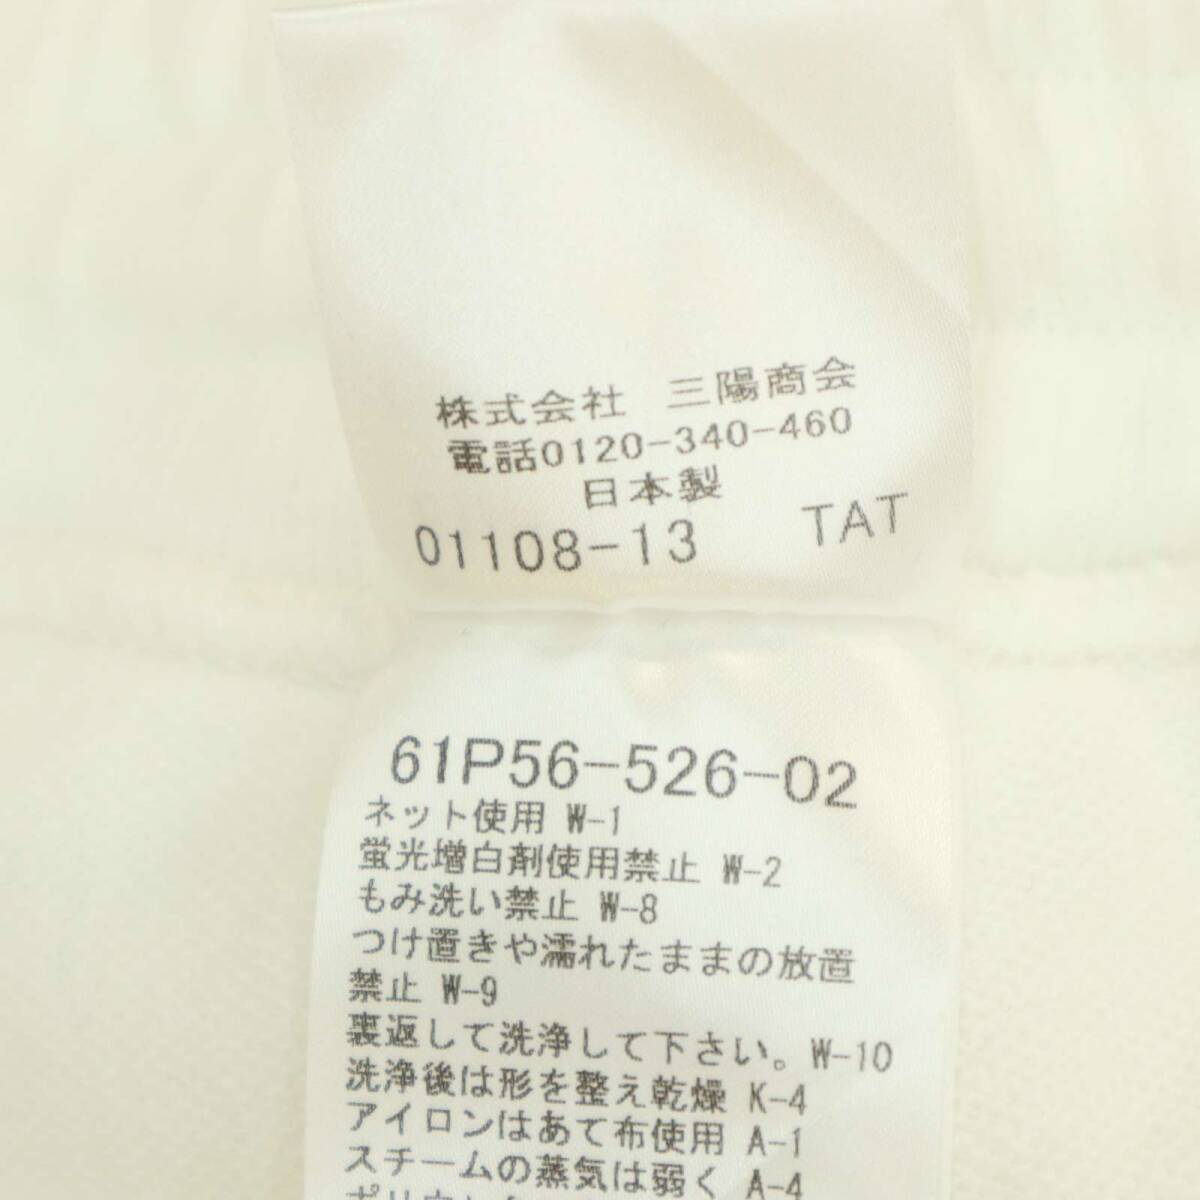 株式会社 三陽商会
電話0120-340-460
日本製
01108-13 TAT
61P56-526-02
ネット使用 W-1
蛍光増白剤使用禁止 W-2
もみ洗い禁止 W-8
つけ置きや濡れたままの放置
禁止 W-9
裏返して洗浄して下さい。W-10
洗浄後は形を整え乾燥 K-4
アイロンはあて布使用 A-1
スチームの蒸気は弱く A-4